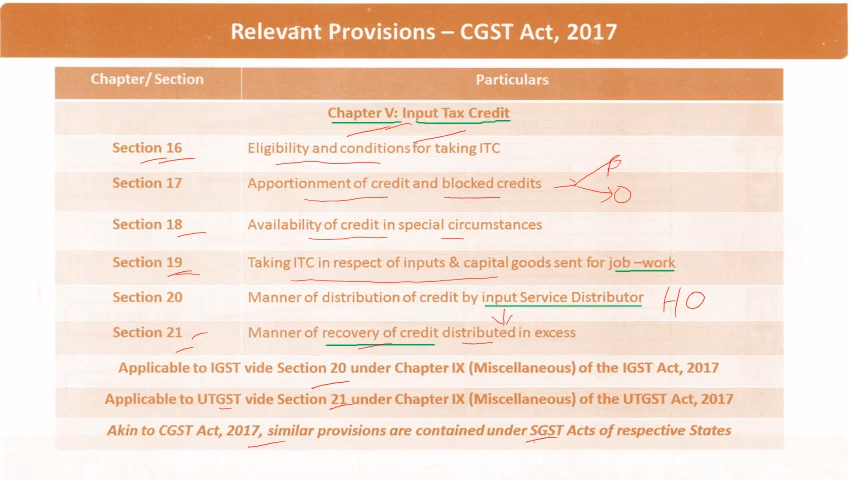 Relevant Provisions – CGST Act, 2017
Chapter/ Section Particulars
Chapter V: Input Tax Credit
Section 16 Eligibility and conditions for taking ITC
Section 17 Apportionment of credit and blocked credits
Section 18 Availability of credit in special circumstances
Section 19 Taking ITC in respect of inputs & capital goods sent for job –work
Section 20 Manner of distribution of credit by input Service Distributor HO
Section 21 Manner of recovery of credit distributed in excess
Applicable to IGST vide Section 20 under Chapter IX (Miscellaneous) of the IGST Act, 2017
Applicable to UTGST vide Section 21 under Chapter IX (Miscellaneous) of the UTGST Act, 2017
Akin to CGST Act, 2017, similar provisions are contained under SGST Acts of respective States